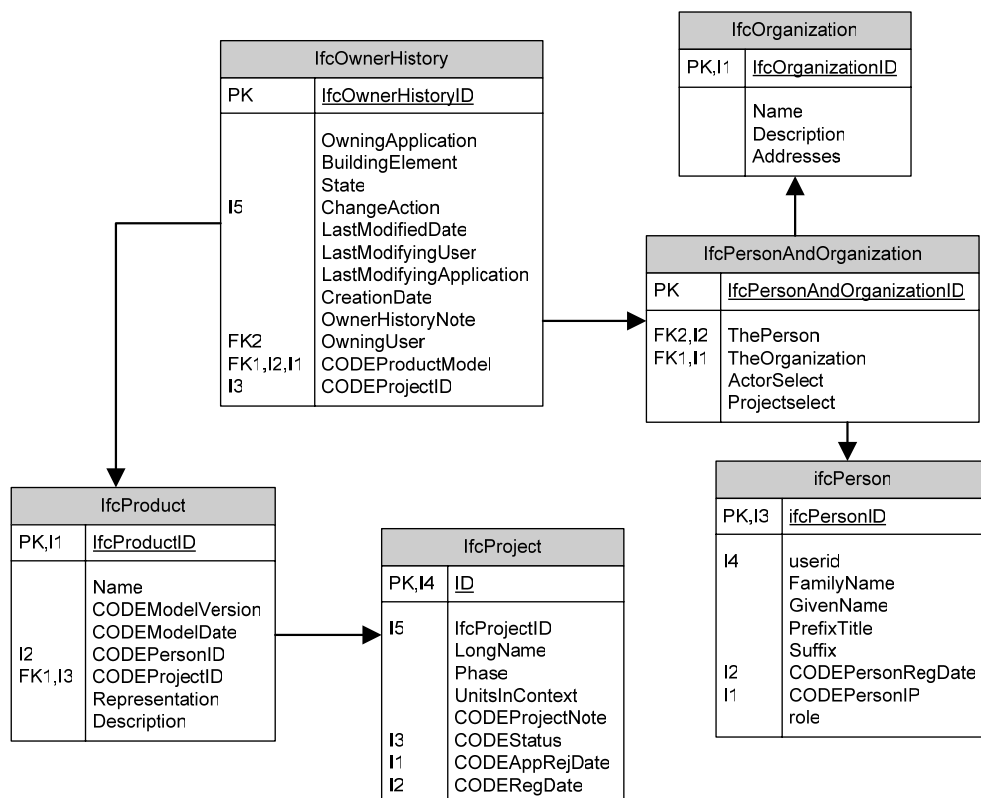 IfcOrganization
PK,I1 IfcOrganizationID
Name
Description
Addresses
IfcOwnerHistory
PK IfcOwnerHistoryID
OwningApplication
BuildingElement
State
I5 ChangeAction
LastModifiedDate
LastModifyingUser
LastModifyingApplication
CreationDate
OwnerHistoryNote
FK2 OwningUser
FK1,I2,I1 CODEProductModel
I3 CODEProjectID
IfcPersonAndOrganization
PK IfcPersonAndOrganizationID
FK2,I2 ThePerson
FK1,I1 TheOrganization
ActorSelect
Projectselect
ifcPerson
PK,I3 ifcPersonID
I4 userid
FamilyName
GivenName
PrefixTitle
Suffix
I2 CODEPersonRegDate
I1 CODEPersonIP
role
IfcProduct
PK,I1 IfcProductID
Name
CODEModelVersion
CODEModelDate
I2 CODEPersonID
FK1,I3 CODEProjectID
Representation
Description
IfcProject
PK,I4 ID
I5 IfcProjectID
LongName
Phase
UnitsInContext
CODEProjectNote
I3 CODEStatus
I1 CODEAppRejDate
I2 CODERegDate